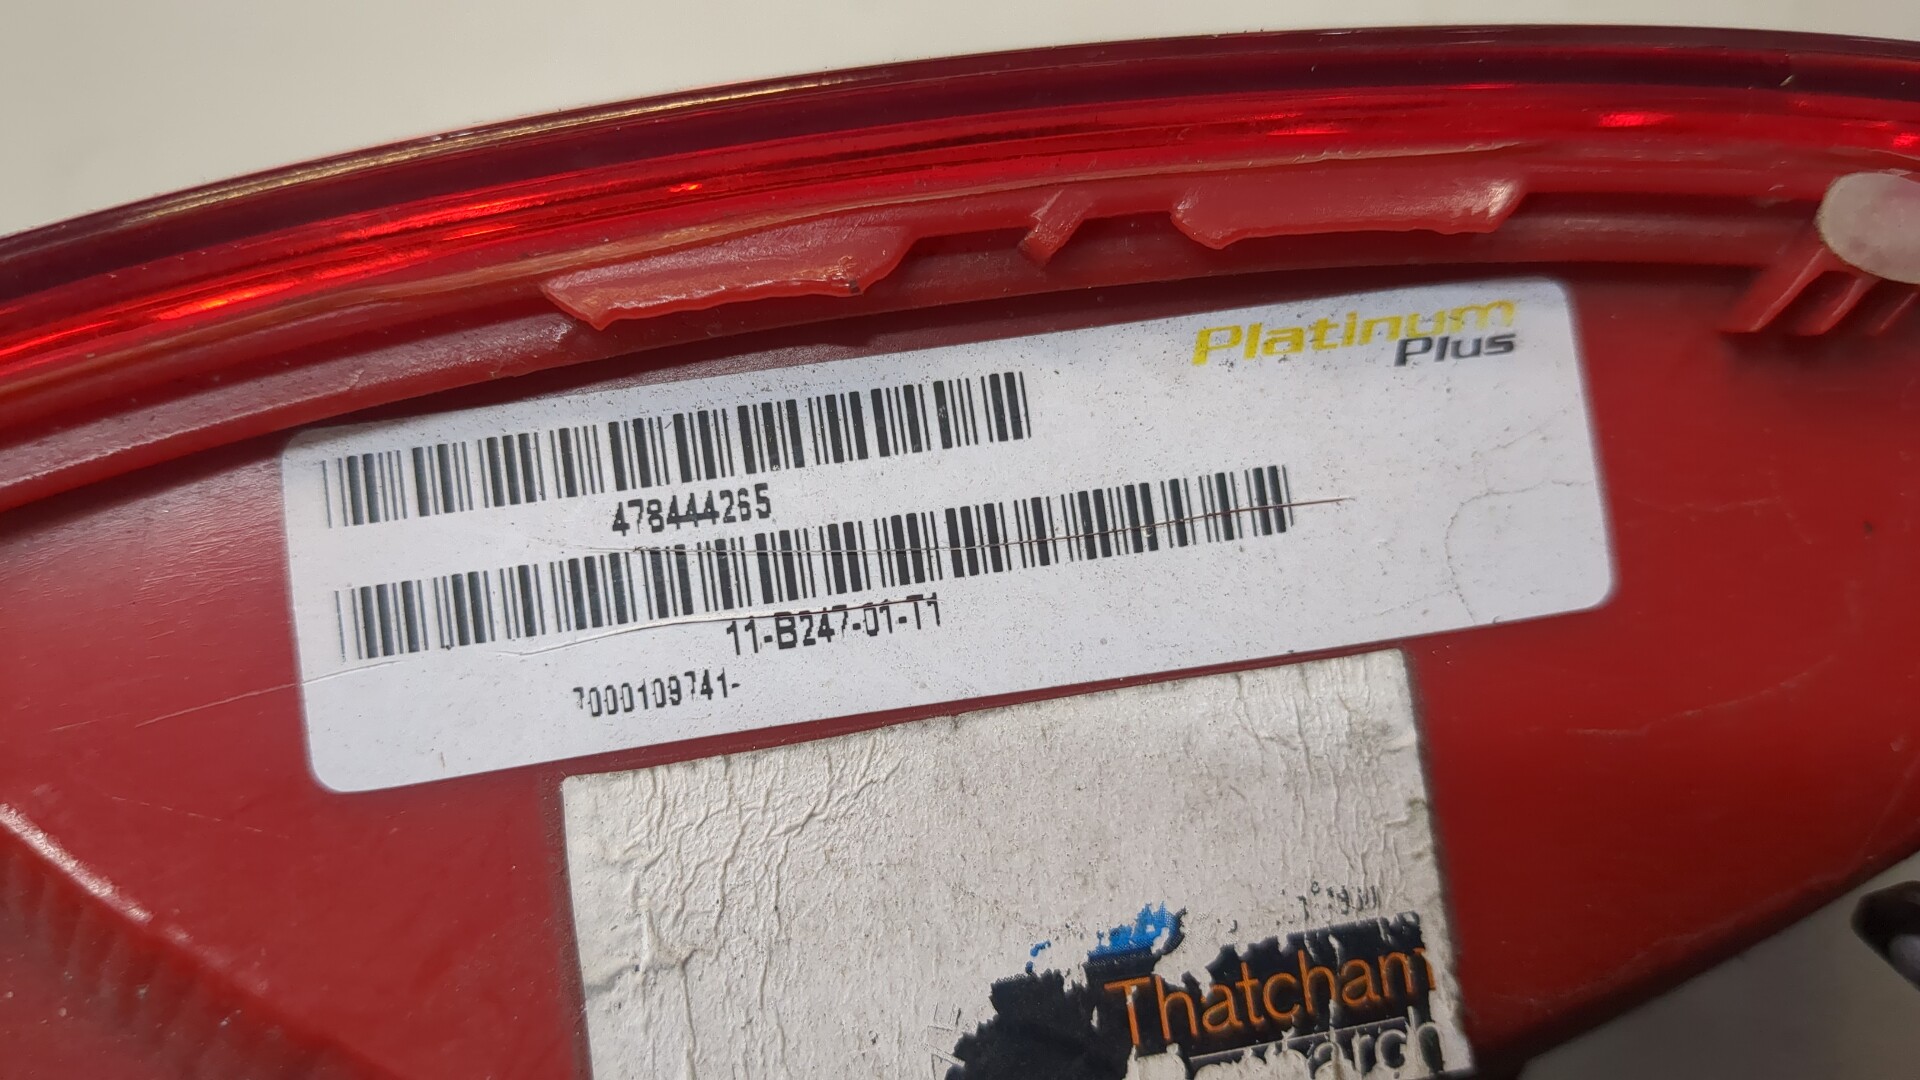 Platinum
Plus
478444265
11-B247-01-T1
7000109741-
Thatcham